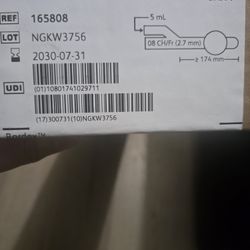 REF 165808
LOT NGKW3756
2030-07-31
5 mL
08 CH/Fr (2.7 mm)
≥ 174 mm
UDI
(01)10801741029711
(17)300731(10)NGKW3756